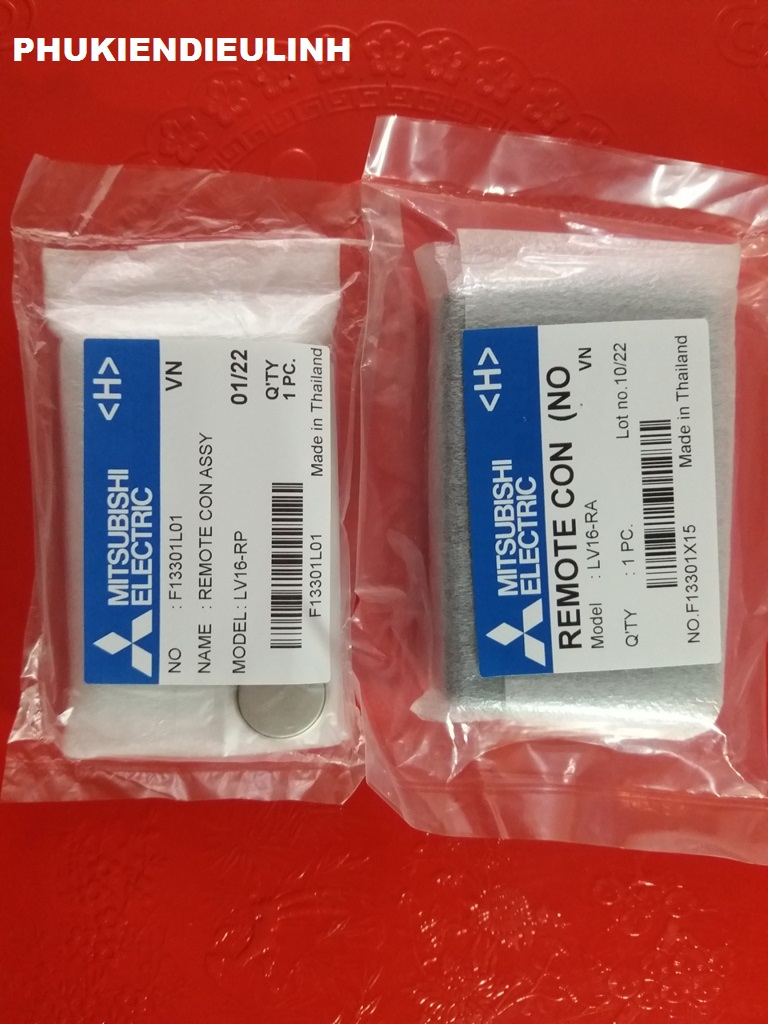 PHUKIENDIEULINH
MITSUBISHI
ELECTRIC
<H>
NO : F13301L01
VN
NAME : REMOTE CON ASSY
MODEL : LV16-RP
01/22
Q'TY
1 PC.
F13301L01
Made in Thailand
MITSUBISHI
ELECTRIC
<H>
REMOTE CON (NO
VN
Model : LV16-RA
Lot no.10/22
Q'TY : 1 PC.
NO.F13301X15
Made in Thailand